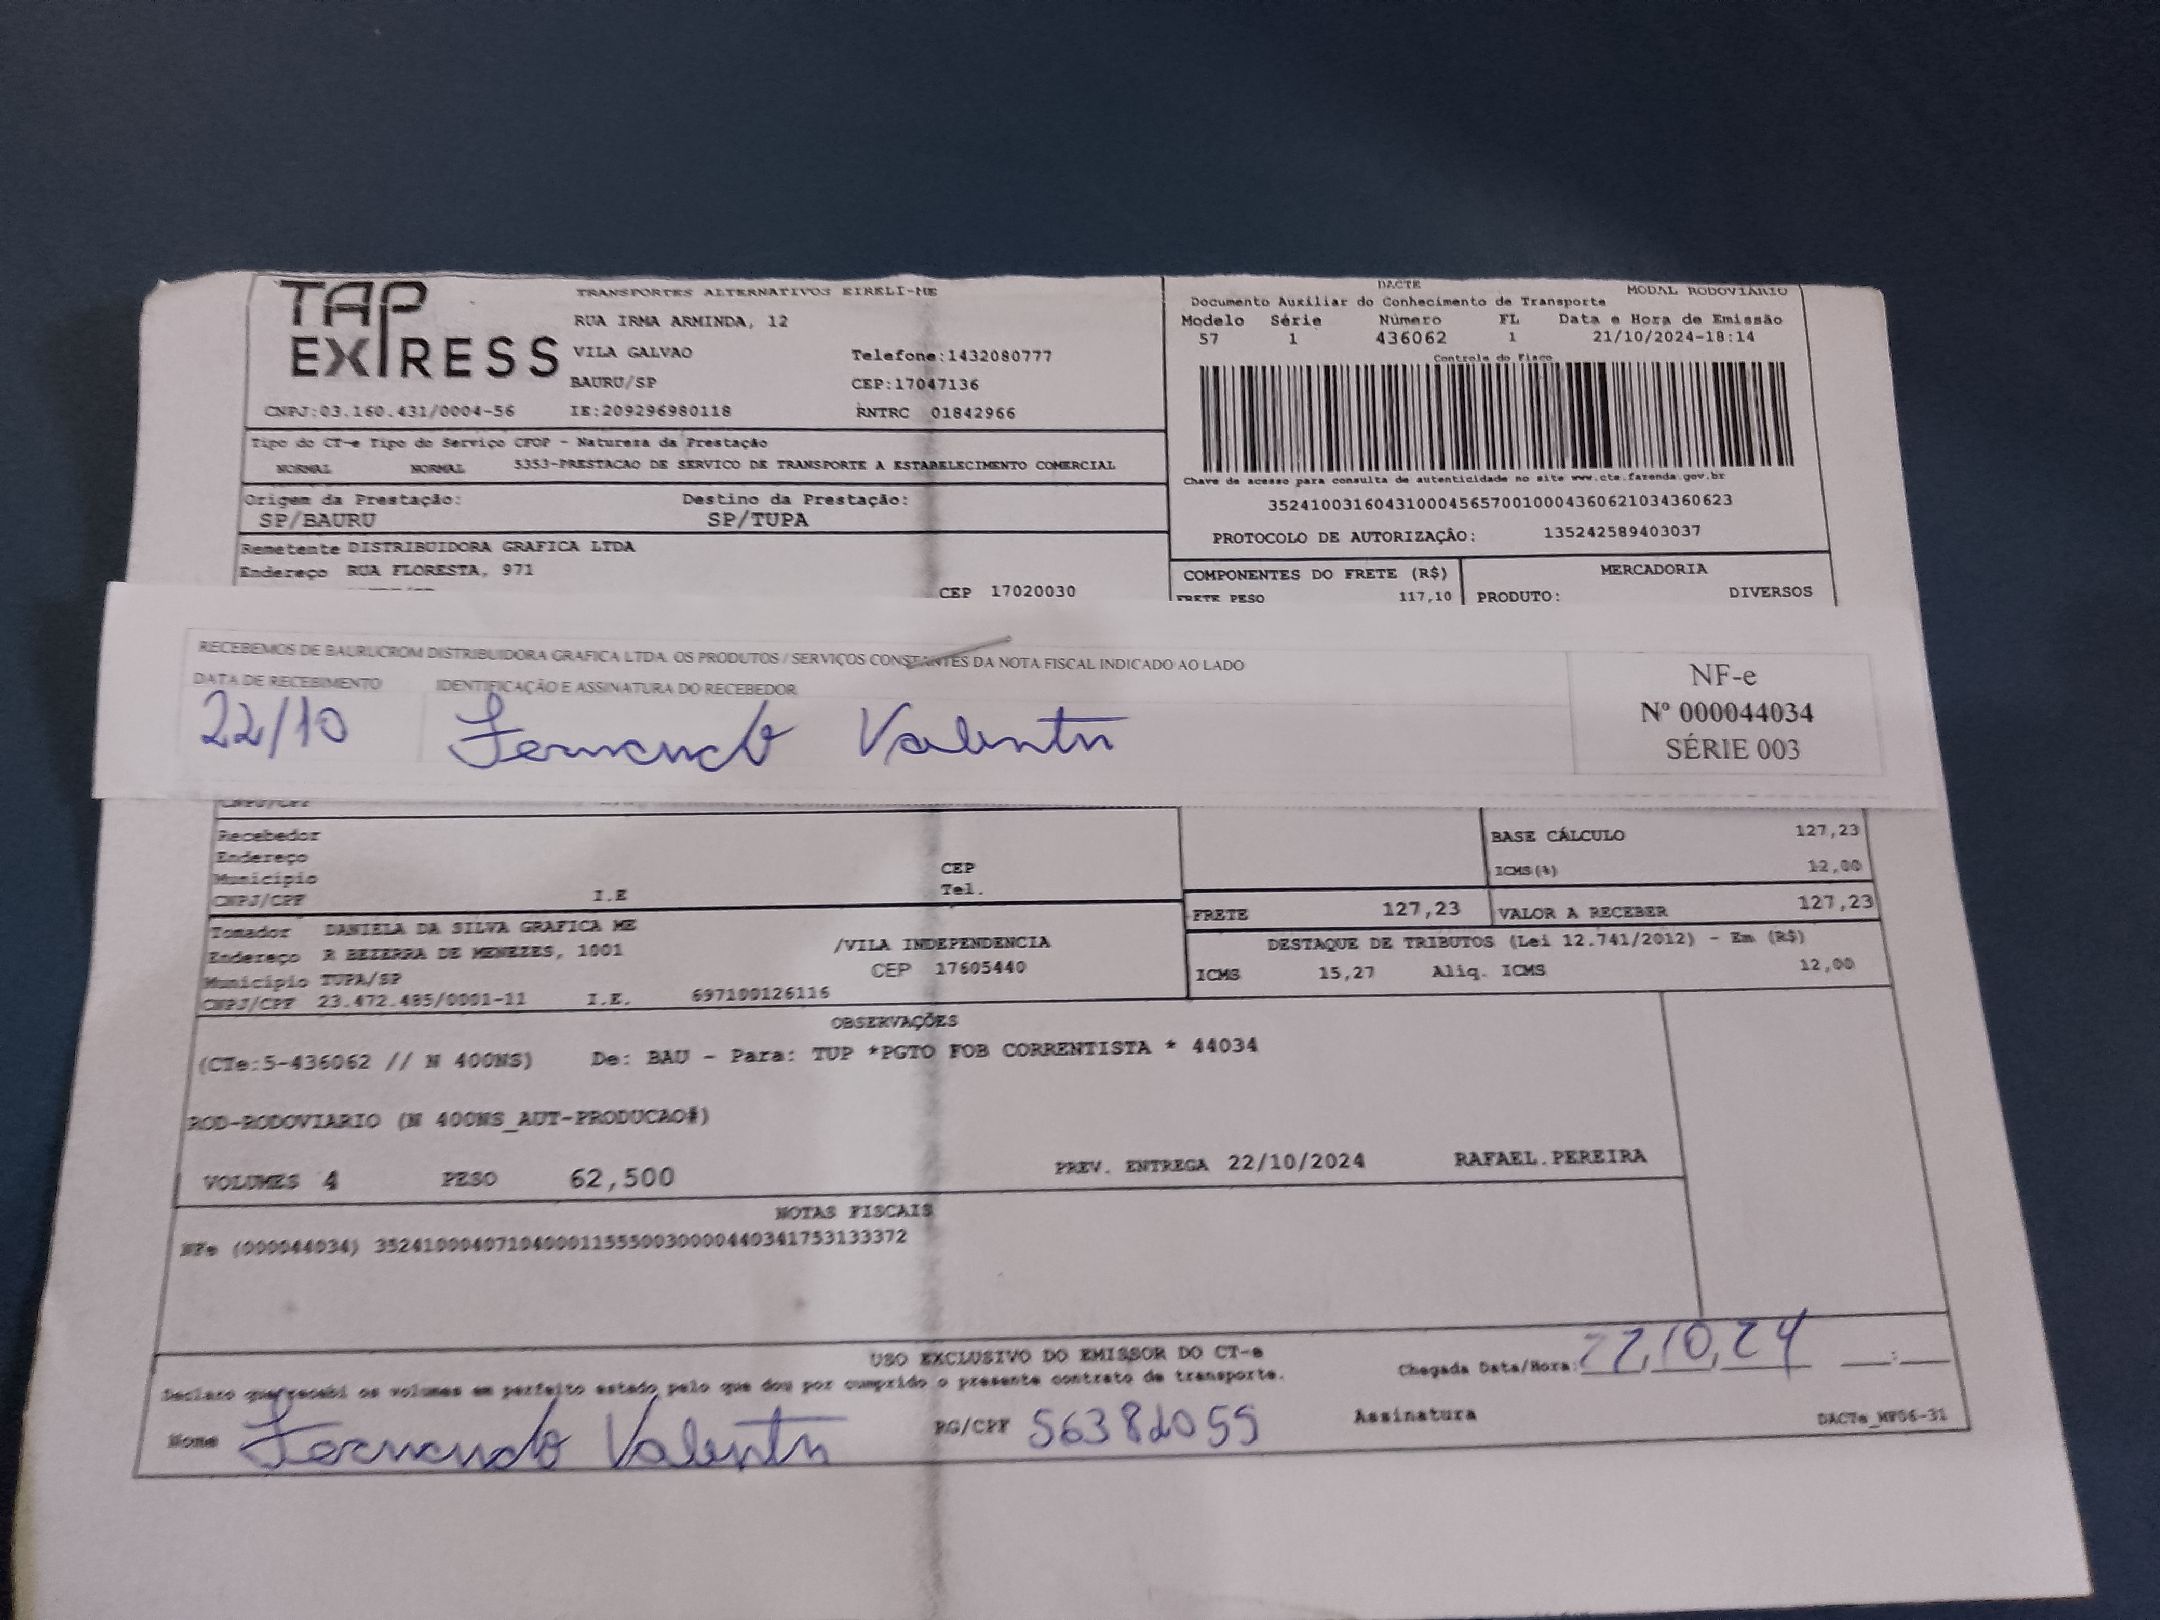 TAP EXPRESS
TRANSPORTES ALTERNATIVOS EIRELI-ME
RUA IRMA ARMINDA, 12
VILA GALVAO Telefone:1432080777
BAURU/SP CEP:17047136
CNPJ:03.160.431/0004-56 IE:209296980118 RNTRC 01842966
DACTE MODAL RODOVIÁRIO
Documento Auxiliar do Conhecimento de Transporte
Modelo Série Número FL Data e Hora de Emissão
57 1 436062 1 21/10/2024-18:14
Controle do Fisco
Tipo do CT-e Tipo do Serviço CFOP - Natureza da Prestação
NORMAL NORMAL 5353-PRESTACAO DE SERVICO DE TRANSPORTE A ESTABELECIMENTO COMERCIAL
Chave de acesso para consulta de autenticidade no site www.cte.fazenda.gov.br
35241003160431000456570010004360621034360623
Origem da Prestação: Destino da Prestação:
SP/BAURU SP/TUPA
PROTOCOLO DE AUTORIZAÇÂO: 135242589403037
Remetente DISTRIBUIDORA GRAFICA LTDA
Endereço RUA FLORESTA, 971
CEP 17020030
COMPONENTES DO FRETE (R$) MERCADORIA
FRETE PESO 117,10 PRODUTO: DIVERSOS
RECEBEMOS DE BAURUCROM DISTRIBUIDORA GRAFICA LTDA. OS PRODUTOS / SERVIÇOS CONSTANTES DA NOTA FISCAL INDICADO AO LADO
DATA DE RECEBIMENTO IDENTIFICAÇÃO E ASSINATURA DO RECEBEDOR
22/10 Fernando Valentin
NF-e
Nº 000044034
SÉRIE 003
CNPJ/CPF
Recebedor
Endereço
Município CEP
CNPJ/CPF I.E Tel.
BASE CÁLCULO 127,23
ICMS(%) 12,00
FRETE 127,23 VALOR A RECEBER 127,23
Tomador DANIELA DA SILVA GRAFICA ME
Endereço R BEZERRA DE MENEZES, 1001 /VILA INDEPENDENCIA
Município TUPA/SP CEP 17605440
CNPJ/CPF 23.472.485/0001-11 I.E. 697100126116
DESTAQUE DE TRIBUTOS (Lei 12.741/2012) - Em (R$)
ICMS 15,27 Aliq. ICMS 12,00
OBSERVAÇÕES
(CTe:5-436062 // N 400NS) De: BAU - Para: TUP *PGTO FOB CORRENTISTA * 44034
ROD-RODOVIARIO (N 400NS_AUT-PRODUCAO#)
VOLUMES 4 PESO 62,500 PREV. ENTREGA 22/10/2024 RAFAEL.PEREIRA
NOTAS FISCAIS
NFe (000044034) 35241000407104000115550030000440341753133372
USO EXCLUSIVO DO EMISSOR DO CT-e
Declaro que recebi os volumes em perfeito estado pelo que dou por cumprido o presente contrato de transporte.
Chegada Data/Hora: 22/10/24 __:__
Nome Fernando Valentin RG/CPF 56382055 Assinatura
DACTe_MF06-31